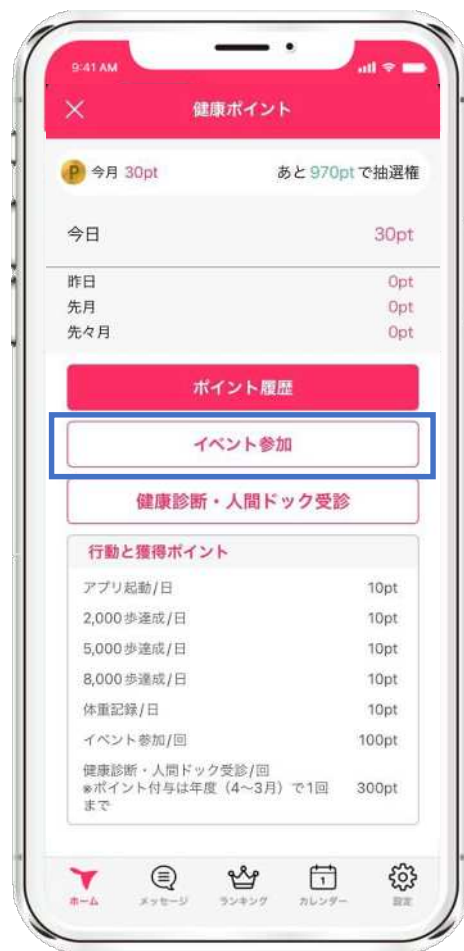 9:41 AM
健康ポイント
P 今月 30pt あと970ptで抽選権
今日 30pt
昨日 0pt
先月 0pt
先々月 0pt
ポイント履歴
イベント参加
健康診断・人間ドック受診
行動と獲得ポイント
アプリ起動/日 10pt
2,000歩達成/日 10pt
5,000歩達成/日 10pt
8,000歩達成/日 10pt
体重記録/日 10pt
イベント参加/回 100pt
健康診断・人間ドック受診/回
※ポイント付与は年度（4〜3月）で1回 300pt
まで
1
ホーム メッセージ ランキング カレンダー 設定